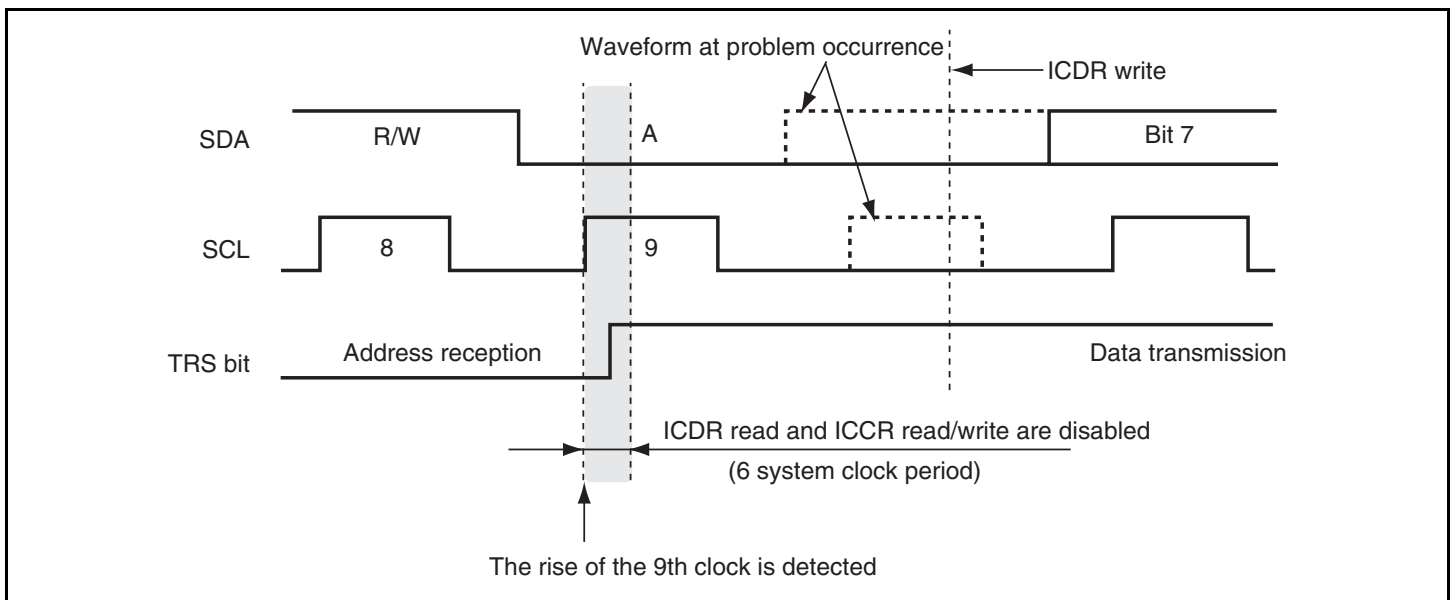 Waveform at problem occurrence
ICDR write
SDA
R/W
A
Bit 7
SCL
8
9
TRS bit
Address reception
Data transmission
ICDR read and ICCR read/write are disabled
(6 system clock period)
The rise of the 9th clock is detected